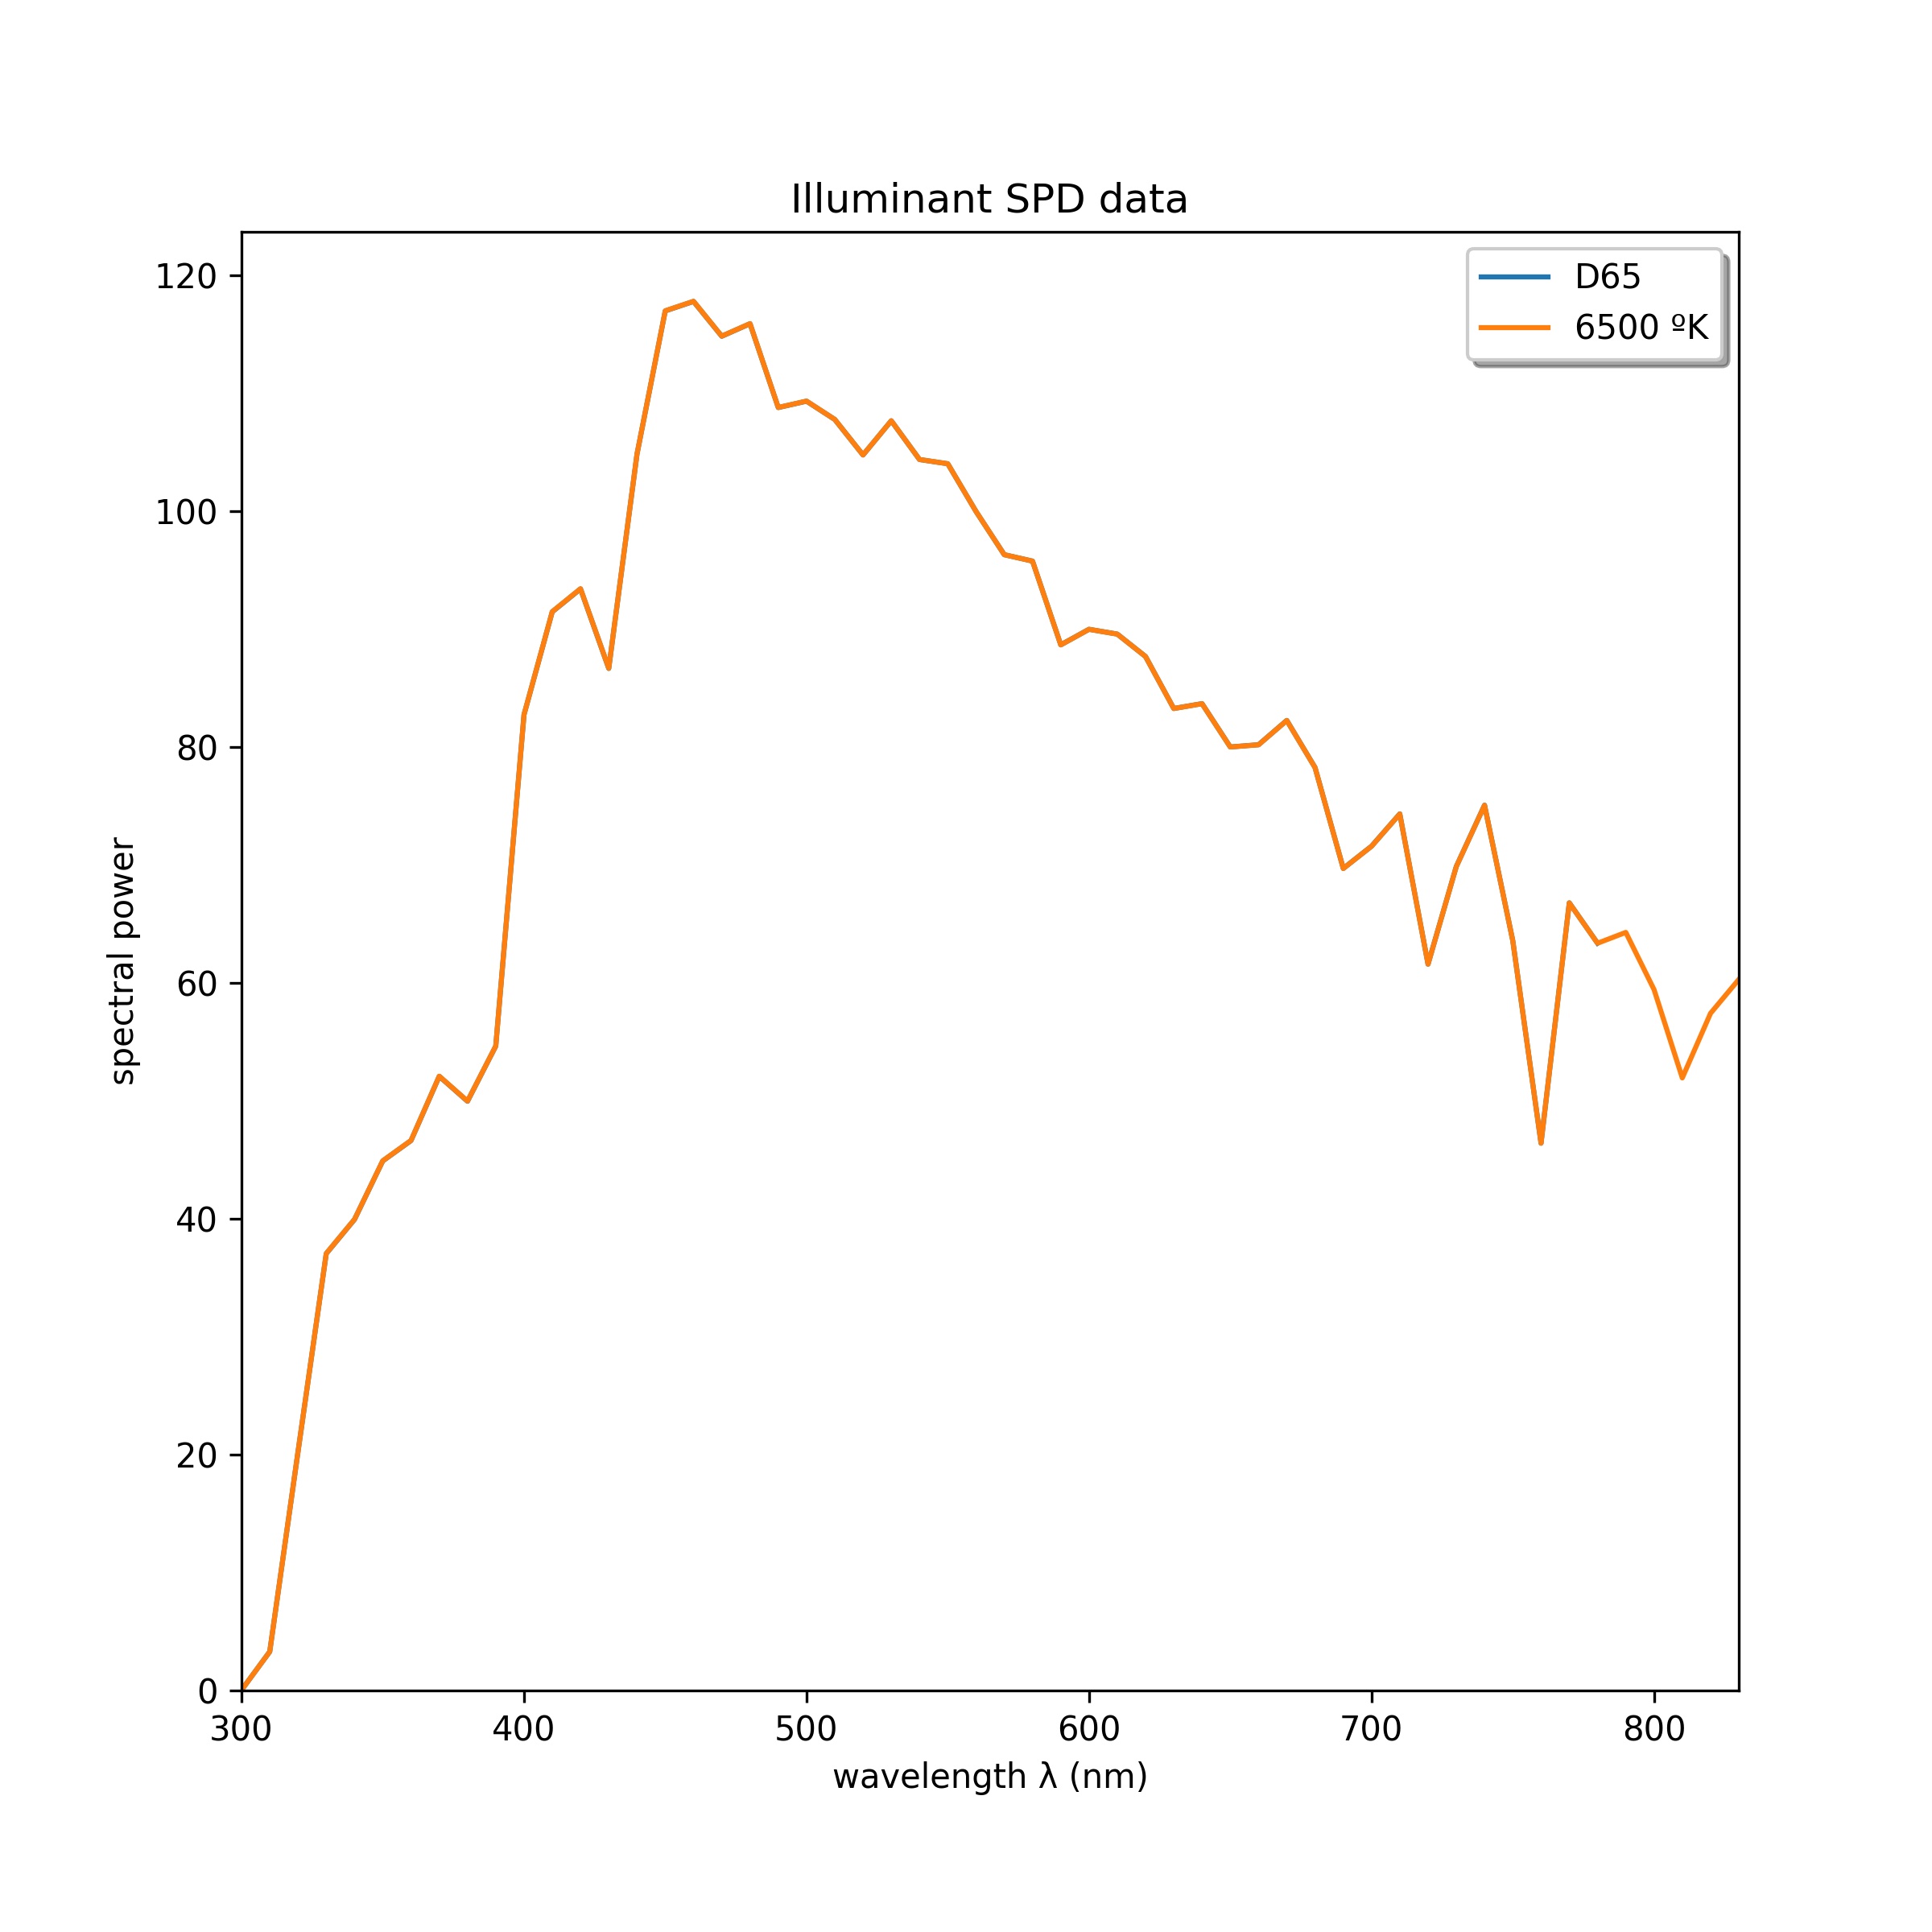 Illuminant SPD data
D65
6500 ºK
120
100
80
60
40
20
0
spectral power
300 400 500 600 700 800
wavelength λ (nm)